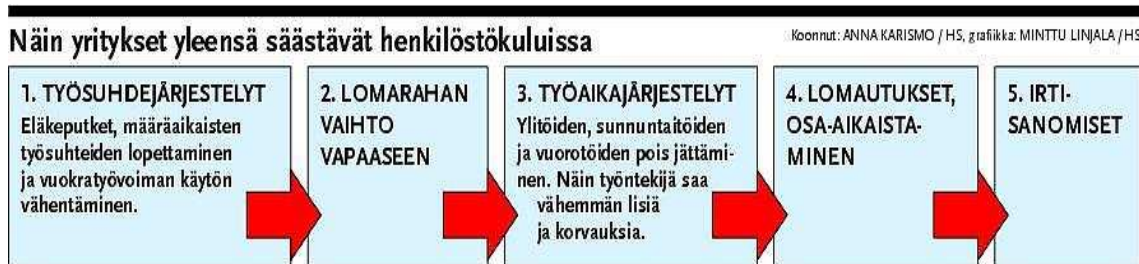 Näin yritykset yleensä säästävät henkilöstökuluissa
Koonnut: ANNA KARISMO / HS, grafiikka: MINTTU LINJALA / HS
1. TYÖSUHDEJÄRJESTELYT
Eläkeputket, määräaikaisten
työsuhteiden lopettaminen
ja vuokratyövoiman käytön
vähentäminen.
2. LOMARAHAN
VAIHTO
VAPAASEEN
3. TYÖAIKAJÄRJESTELYT
Ylitöiden, sunnuntaitöiden
ja vuorotöiden pois jättämi-
nen. Näin työntekijä saa
vähemmän lisiä
ja korvauksia.
4. LOMAUTUKSET,
OSA-AIKAISTA-
MINEN
5. IRTI-
SANOMISET